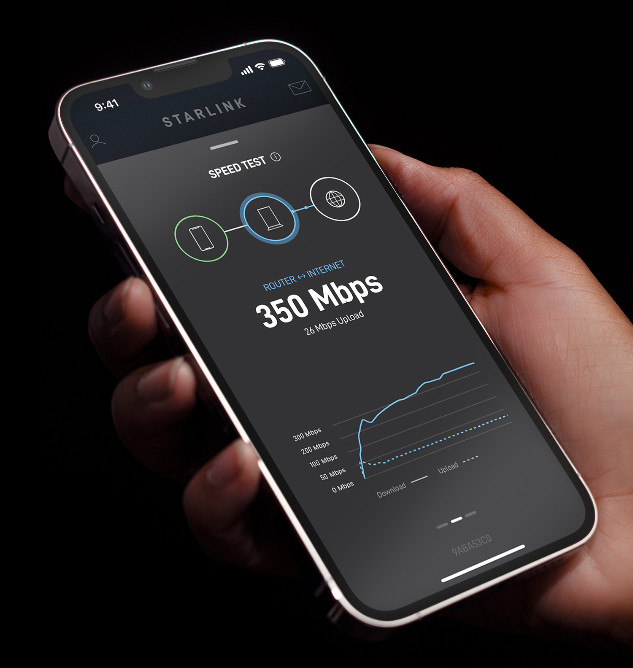 9:41
STARLINK
SPEED TEST
ROUTER ↔ INTERNET
350 Mbps
26 Mbps Upload
300 Mbps
200 Mbps
100 Mbps
50 Mbps
0 Mbps
Download
Upload